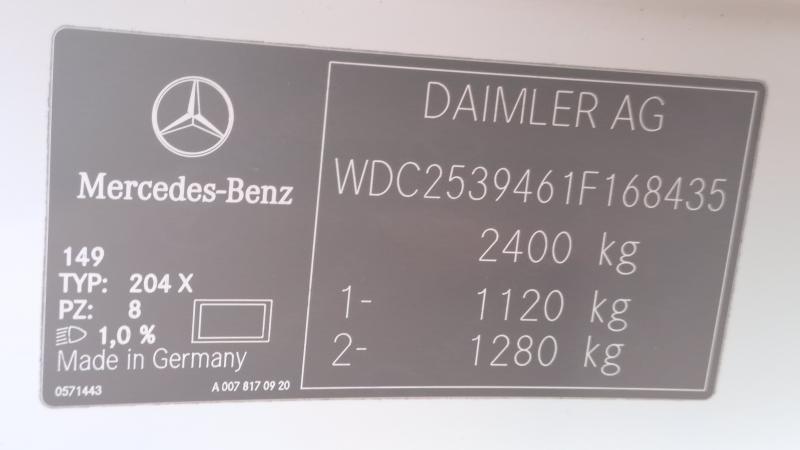 Mercedes-Benz
149
TYP: 204 X
PZ: 8
1,0 %
Made in Germany
0571443
A 007 817 09 20
DAIMLER AG
WDC2539461F168435
2400 kg
1- 1120 kg
2- 1280 kg